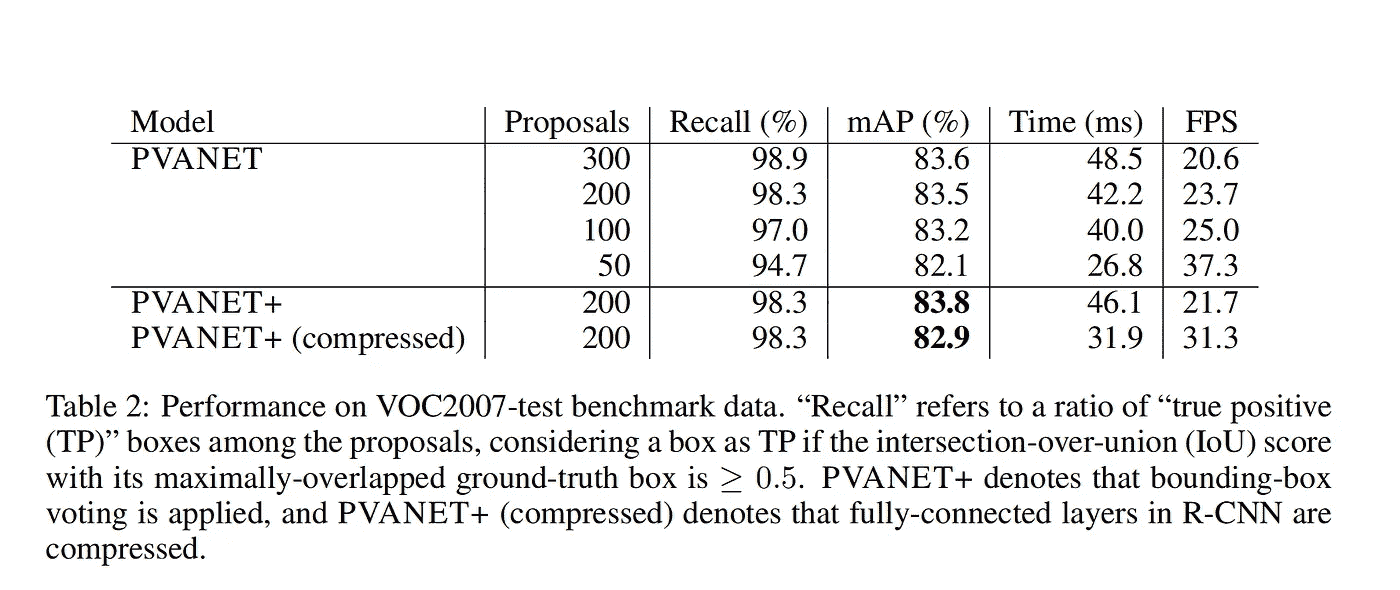 Model Proposals Recall (%) mAP (%) Time (ms) FPS
PVANET 300 98.9 83.6 48.5 20.6
200 98.3 83.5 42.2 23.7
100 97.0 83.2 40.0 25.0
50 94.7 82.1 26.8 37.3
PVANET+ 200 98.3 83.8 46.1 21.7
PVANET+ (compressed) 200 98.3 82.9 31.9 31.3
Table 2: Performance on VOC2007-test benchmark data. “Recall” refers to a ratio of “true positive
(TP)” boxes among the proposals, considering a box as TP if the intersection-over-union (IoU) score
with its maximally-overlapped ground-truth box is ≥ 0.5. PVANET+ denotes that bounding-box
voting is applied, and PVANET+ (compressed) denotes that fully-connected layers in R-CNN are
compressed.